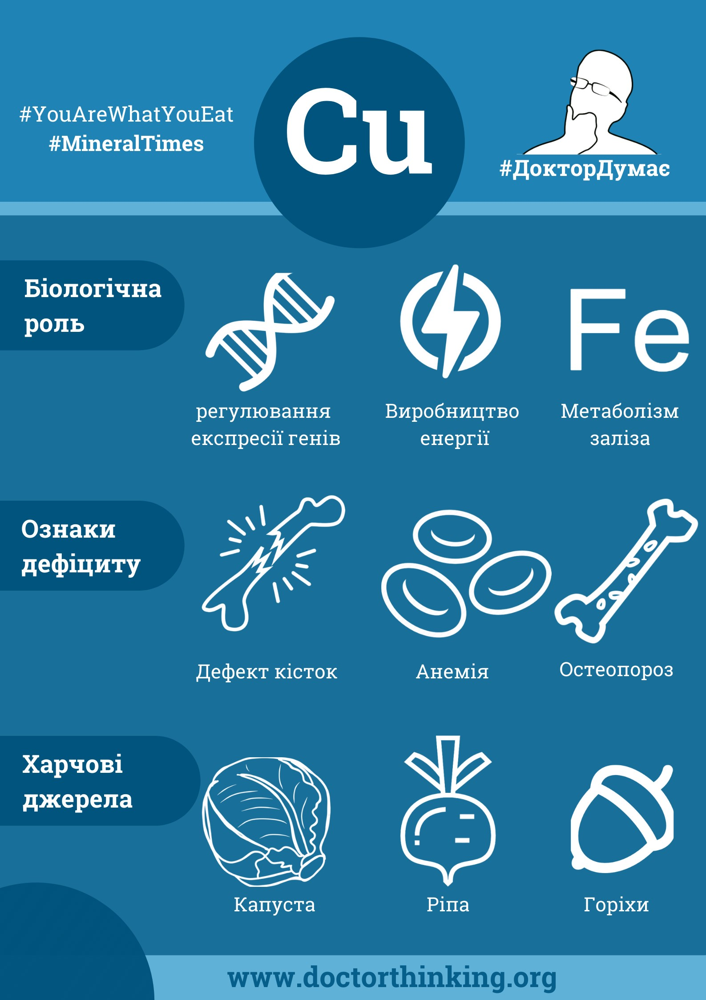 #YouAreWhatYouEat
#MineralTimes
Cu
#ДокторДумає
Біологічна
роль
Fe
регулювання
експресії генів
Виробництво
енергії
Метаболізм
заліза
Ознаки
дефіциту
Дефект кісток
Анемія
Остеопороз
Харчові
джерела
Капуста
Ріпа
Горіхи
www.doctorthinking.org